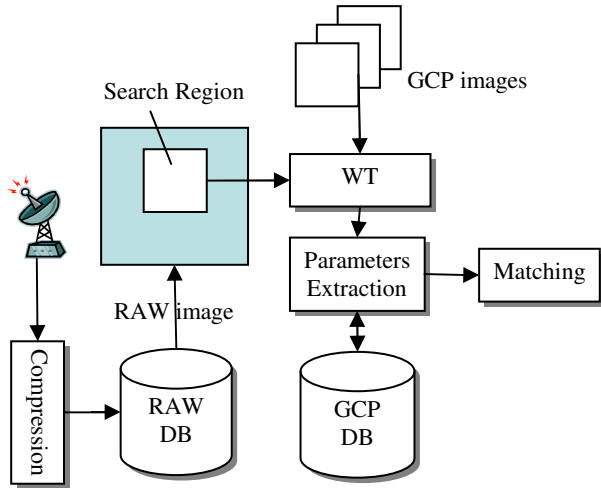 GCP images
Search Region
WT
Parameters
Extraction
Matching
RAW image
Compression
RAW
DB
GCP
DB